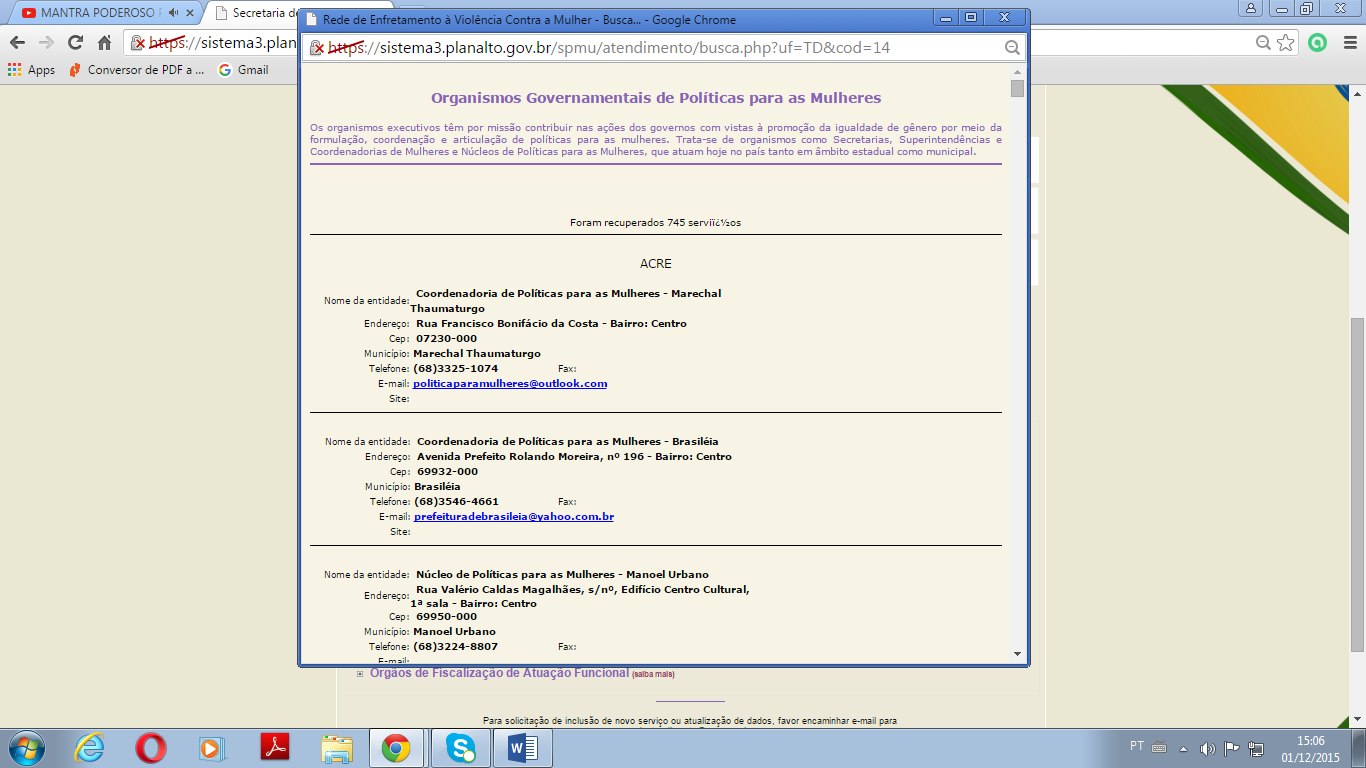 MANTRA PODEROSO
Secretaria de
Rede de Enfretamento à Violência Contra a Mulher - Busca... - Google Chrome
https://sistema3.plan
https://sistema3.planalto.gov.br/spmu/atendimento/busca.php?uf=TD&cod=14
Apps
Conversor de PDF a ...
Gmail
Organismos Governamentais de Políticas para as Mulheres
Os organismos executivos têm por missão contribuir nas ações dos governos com vistas à promoção da igualdade de gênero por meio da
formulação, coordenação e articulação de políticas para as mulheres. Trata-se de organismos como Secretarias, Superintendências e
Coordenadorias de Mulheres e Núcleos de Políticas para as Mulheres, que atuam hoje no país tanto em âmbito estadual como municipal.
Foram recuperados 745 serviï¿½os
ACRE
Nome da entidade: Coordenadoria de Políticas para as Mulheres - Marechal
Thaumaturgo
Endereço: Rua Francisco Bonifácio da Costa - Bairro: Centro
Cep: 07230-000
Município: Marechal Thaumaturgo
Telefone: (68)3325-1074 Fax:
E-mail: politicaparamulheres@outlook.com
Site:
Nome da entidade: Coordenadoria de Políticas para as Mulheres - Brasiléia
Endereço: Avenida Prefeito Rolando Moreira, nº 196 - Bairro: Centro
Cep: 69932-000
Município: Brasiléia
Telefone: (68)3546-4661 Fax:
E-mail: prefeituradebrasileia@yahoo.com.br
Site:
Nome da entidade: Núcleo de Políticas para as Mulheres - Manoel Urbano
Endereço: Rua Valério Caldas Magalhães, s/nº, Edifício Centro Cultural,
1ª sala - Bairro: Centro
Cep: 69950-000
Município: Manoel Urbano
Telefone: (68)3224-8807 Fax:
E-mail:
Órgãos de Fiscalização de Atuação Funcional (saiba mais)
Para solicitação de inclusão de novo serviço ou atualização de dados, favor encaminhar e-mail para
PT
15:06
01/12/2015